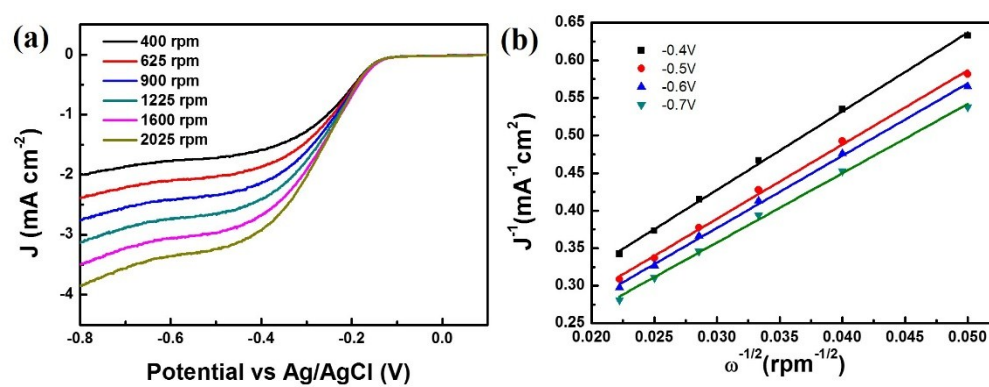 (a)
400 rpm
625 rpm
900 rpm
1225 rpm
1600 rpm
2025 rpm
0
-1
-2
-3
-4
J (mA cm⁻²)
-0.8 -0.6 -0.4 -0.2 0.0
Potential vs Ag/AgCl (V)
(b)
-0.4V
-0.5V
-0.6V
-0.7V
0.65
0.60
0.55
0.50
0.45
0.40
0.35
0.30
0.25
J⁻¹(mA⁻¹cm²)
0.020 0.025 0.030 0.035 0.040 0.045 0.050
ω⁻¹/²(rpm⁻¹/²)